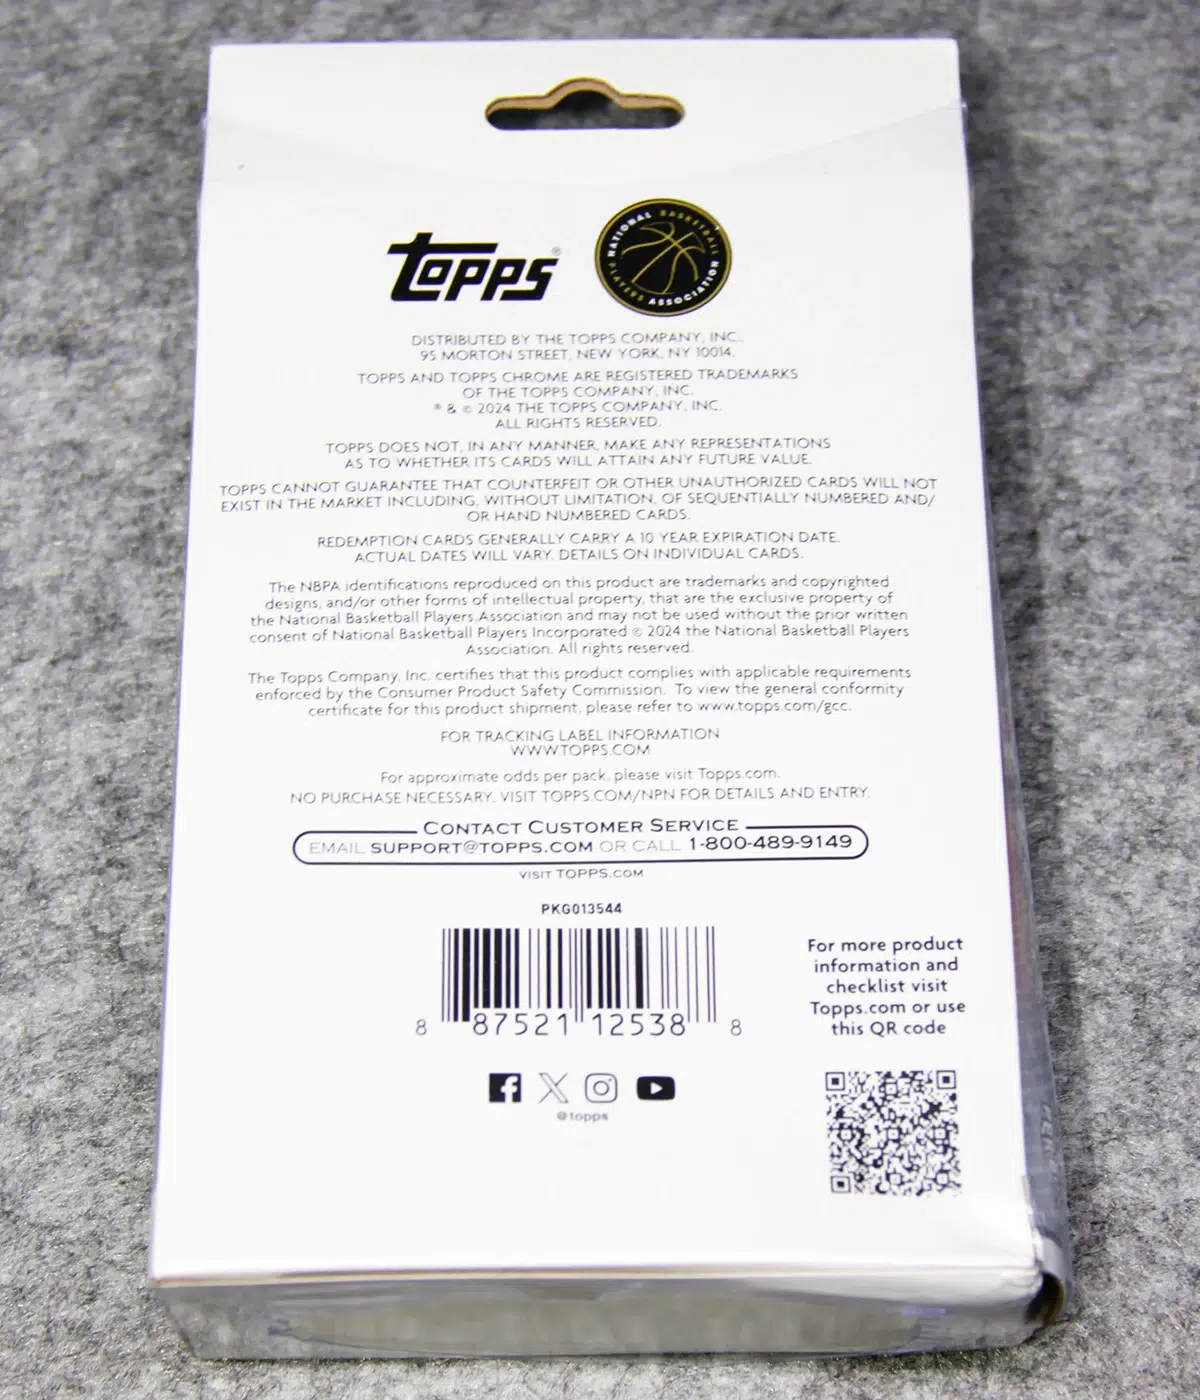 TOPPS®
NATIONAL BASKETBALL PLAYERS ASSOCIATION
DISTRIBUTED BY THE TOPPS COMPANY, INC.,
95 MORTON STREET, NEW YORK, NY 10014.
TOPPS AND TOPPS CHROME ARE REGISTERED TRADEMARKS
OF THE TOPPS COMPANY, INC.
® & © 2024 THE TOPPS COMPANY, INC.
ALL RIGHTS RESERVED.
TOPPS DOES NOT, IN ANY MANNER, MAKE ANY REPRESENTATIONS
AS TO WHETHER ITS CARDS WILL ATTAIN ANY FUTURE VALUE.
TOPPS CANNOT GUARANTEE THAT COUNTERFEIT OR OTHER UNAUTHORIZED CARDS WILL NOT
EXIST IN THE MARKET INCLUDING, WITHOUT LIMITATION, OF SEQUENTIALLY NUMBERED AND/
OR HAND NUMBERED CARDS.
REDEMPTION CARDS GENERALLY CARRY A 10 YEAR EXPIRATION DATE.
ACTUAL DATES WILL VARY. DETAILS ON INDIVIDUAL CARDS.
The NBPA identifications reproduced on this product are trademarks and copyrighted
designs, and/or other forms of intellectual property, that are the exclusive property of
the National Basketball Players Association and may not be used without the prior written
consent of National Basketball Players Incorporated © 2024 the National Basketball Players
Association. All rights reserved.
The Topps Company, Inc. certifies that this product complies with applicable requirements
enforced by the Consumer Product Safety Commission. To view the general conformity
certificate for this product shipment, please refer to www.topps.com/gcc.
FOR TRACKING LABEL INFORMATION
WWW.TOPPS.COM
For approximate odds per pack, please visit Topps.com.
NO PURCHASE NECESSARY. VISIT TOPPS.COM/NPN FOR DETAILS AND ENTRY.
CONTACT CUSTOMER SERVICE
EMAIL SUPPORT@TOPPS.COM OR CALL 1-800-489-9149
VISIT TOPPS.COM
PKG013544
8 87521 12538 8
For more product
information and
checklist visit
Topps.com or use
this QR code
@topps